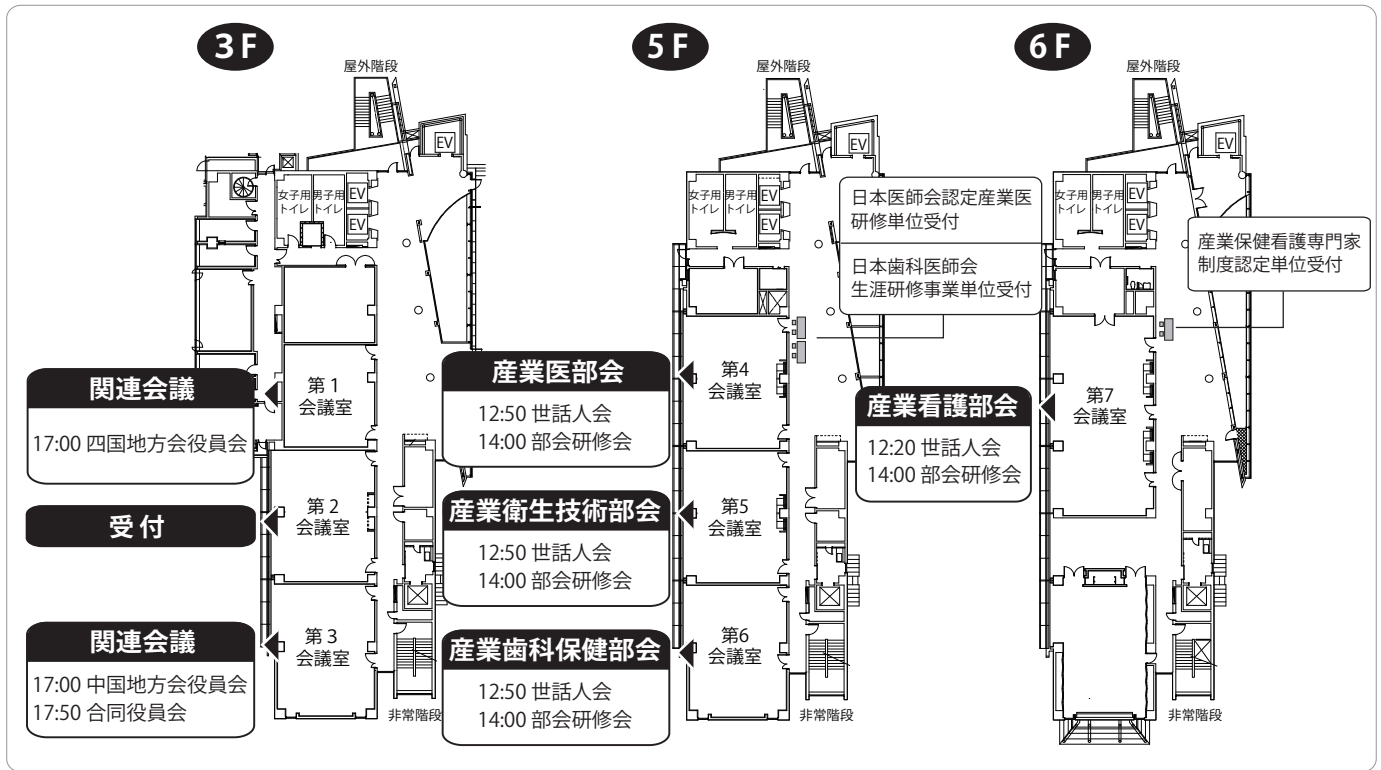 3F
屋外階段
EV
女子用
トイレ
男子用
トイレ
EV
EV
第1
会議室
関連会議
17:00 四国地方会役員会
第2
会議室
受付
第3
会議室
関連会議
17:00 中国地方会役員会
17:50 合同役員会
非常階段
5F
屋外階段
EV
女子用
トイレ
男子用
トイレ
EV
EV
日本医師会認定産業医
研修単位受付
日本歯科医師会
生涯研修事業単位受付
産業医部会
12:50 世話人会
14:00 部会研修会
第4
会議室
産業衛生技術部会
12:50 世話人会
14:00 部会研修会
第5
会議室
産業歯科保健部会
12:50 世話人会
14:00 部会研修会
第6
会議室
非常階段
6F
屋外階段
EV
女子用
トイレ
男子用
トイレ
EV
EV
産業保健看護専門家
制度認定単位受付
産業看護部会
12:20 世話人会
14:00 部会研修会
第7
会議室
非常階段